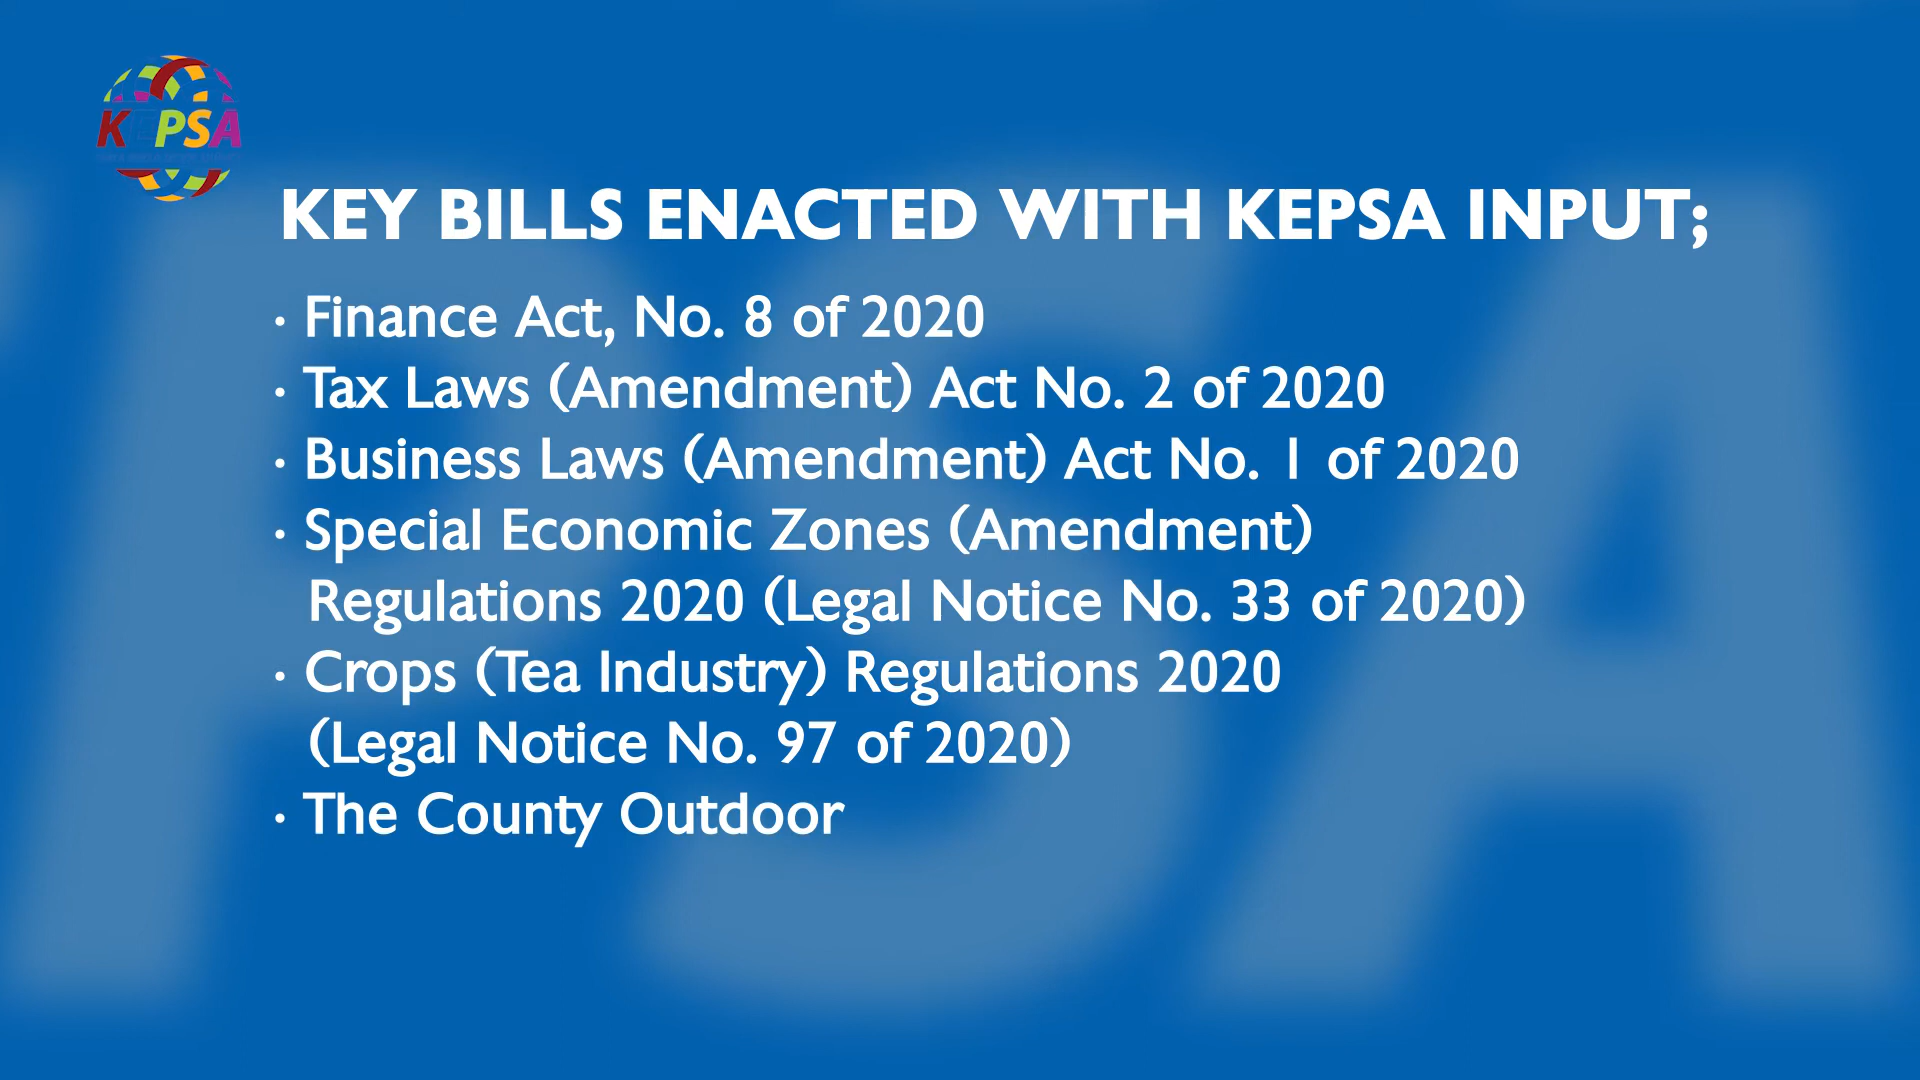 KEPSA
KEY BILLS ENACTED WITH KEPSA INPUT;
· Finance Act, No. 8 of 2020
· Tax Laws (Amendment) Act No. 2 of 2020
· Business Laws (Amendment) Act No. 1 of 2020
· Special Economic Zones (Amendment)
Regulations 2020 (Legal Notice No. 33 of 2020)
· Crops (Tea Industry) Regulations 2020
(Legal Notice No. 97 of 2020)
· The County Outdoor